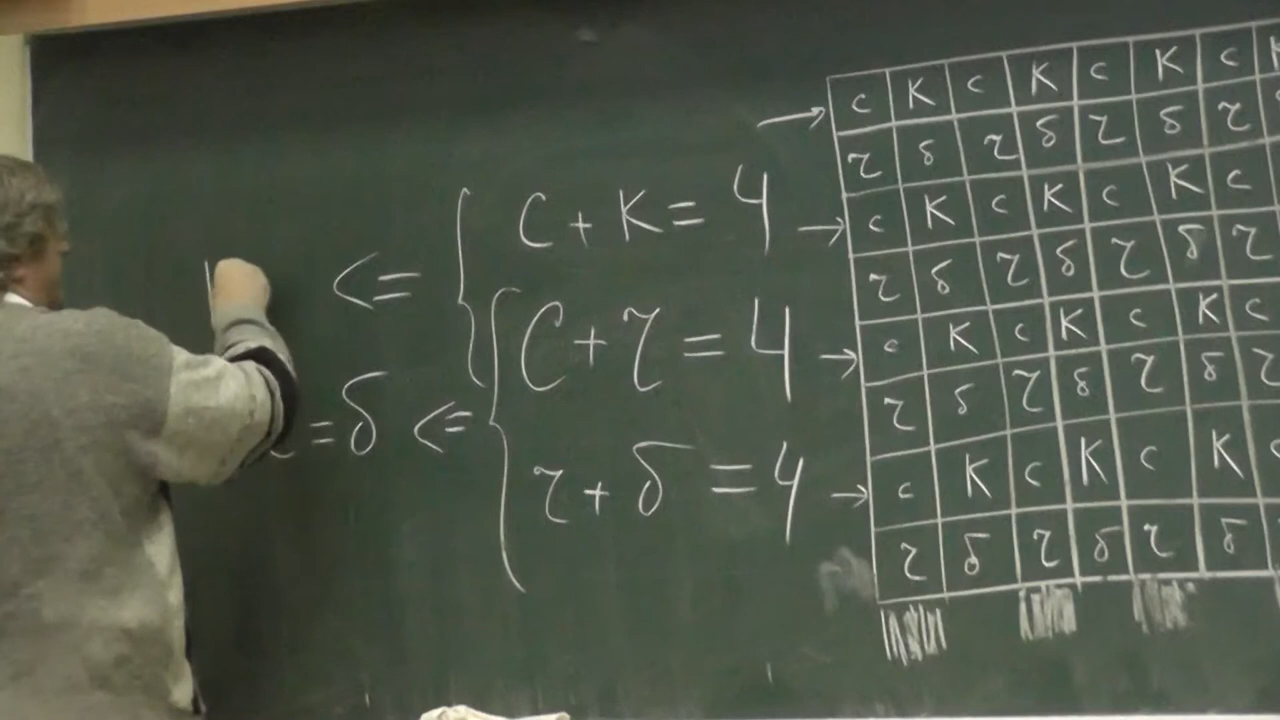 с + К = 4
<=
с + г = 4
= б <=
г + б = 4
с К с К с К с
г б г б г б г
с К с К с К с
г б г б г б г
с К с К с К с
г б г б г б г
с К с К с К с
г б г б г б